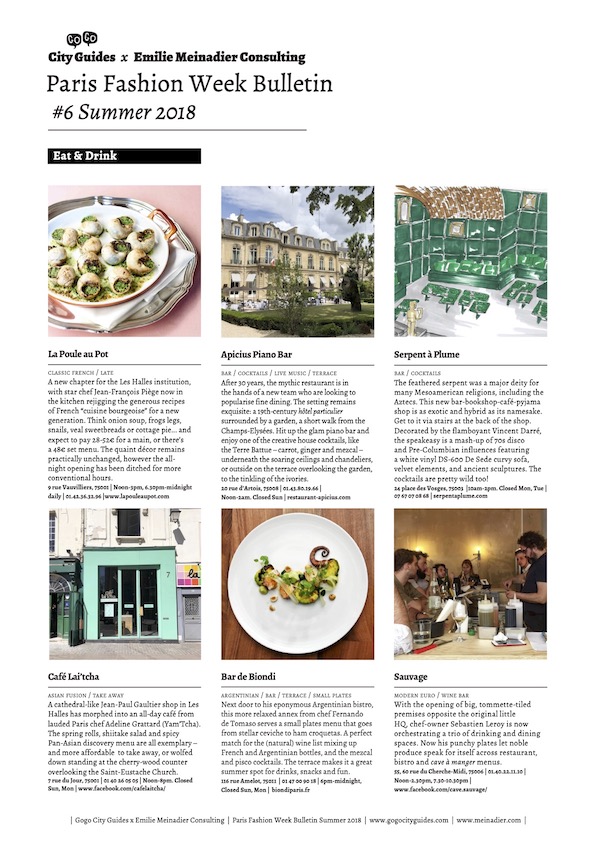 GO GO
City Guides x Emilie Meinadier Consulting
Paris Fashion Week Bulletin
#6 Summer 2018
Eat & Drink
La Poule au Pot
CLASSIC FRENCH / LATE
A new chapter for the Les Halles institution,
with star chef Jean-François Piège now in
the kitchen rejigging the generous recipes
of French “cuisine bourgeoise” for a new
generation. Think onion soup, frogs legs,
snails, veal sweetbreads or cottage pie... and
expect to pay 28-52€ for a main, or there's
a 48€ set menu. The quaint décor remains
practically unchanged, however the all-
night opening has been ditched for more
conventional hours.
9 rue Vauvilliers, 75001 | Noon-3pm, 6.30pm-midnight
daily | 01.42.36.32.96 |www.lapouleaupot.com
Apicius Piano Bar
BAR / COCKTAILS / LIVE MUSIC / TERRACE
After 30 years, the mythic restaurant is in
the hands of a new team who are looking to
popularise fine dining. The setting remains
exquisite: a 19th-century hôtel particulier
surrounded by a garden, a short walk from the
Champs-Elysées. Hit up the glam piano bar and
enjoy one of the creative house cocktails, like
the Terre Battue – carrot, ginger and mezcal –
underneath the soaring ceilings and chandeliers,
or outside on the terrace overlooking the garden,
to the tinkling of the ivories.
20 rue d'Artois, 75008 | 01.43.80.19.66 |
Noon-2am. Closed Sun | restaurant-apicius.com
Serpent à Plume
BAR / COCKTAILS
The feathered serpent was a major deity for
many Mesoamerican religions, including the
Aztecs. This new bar-bookshop-café-pyjama
shop is as exotic and hybrid as its namesake.
Get to it via stairs at the back of the shop.
Decorated by the flamboyant Vincent Darré,
the speakeasy is a mash-up of 70s disco
and Pre-Columbian influences featuring
a white vinyl DS-600 De Sede curvy sofa,
velvet elements, and ancient sculptures. The
cocktails are pretty wild too!
24 place des Vosges, 75003 |10am-2pm. Closed Mon, Tue |
07 67 07 08 68 | serpentaplume.com
7
la
Café Lai'tcha
ASIAN FUSION / TAKE AWAY
A cathedral-like Jean-Paul Gaultier shop in Les
Halles has morphed into an all-day café from
lauded Paris chef Adeline Grattard (Yam'Tcha).
The spring rolls, shiitake salad and spicy
Pan-Asian discovery menu are all exemplary –
and more affordable to take away, or wolfed
down standing at the cherry-wood counter
overlooking the Saint-Eustache Church.
7 rue du Jour, 75001 | 01 40 26 05 05 | Noon-8pm. Closed
Sun, Mon | www.facebook.com/cafelaitcha/
Bar de Biondi
ARGENTINIAN / BAR / TERRACE / SMALL PLATES
Next door to his eponymous Argentinian bistro,
this more relaxed annex from chef Fernando
de Tomaso serves a small plates menu that goes
from stellar ceviche to ham croquetas. A perfect
match for the (natural) wine list mixing up
French and Argentinian bottles, and the mezcal
and pisco cocktails. The terrace makes it a great
summer spot for drinks, snacks and fun.
116 rue Amelot, 75011 | 01 47 00 90 18 | 6pm-midnight,
Closed Sun, Mon | biondiparis.fr
Sauvage
MODERN EURO / WINE BAR
With the opening of big, tommette-tiled
premises opposite the original little
HQ, chef-owner Sebastien Leroy is now
orchestrating a trio of drinking and dining
spaces. Now his punchy plates let noble
produce speak for itself across restaurant,
bistro and cave à manger menus.
55, 60 rue du Cherche-Midi, 75006 | 01.40.22.11.10 |
Noon-2.30pm, 7.30-10.30pm |
www.facebook.com/cave.sauvage/
| Gogo City Guides x Emilie Meinadier Consulting | Paris Fashion Week Bulletin Summer 2018 | www.gogocityguides.com | www.meinadier.com |